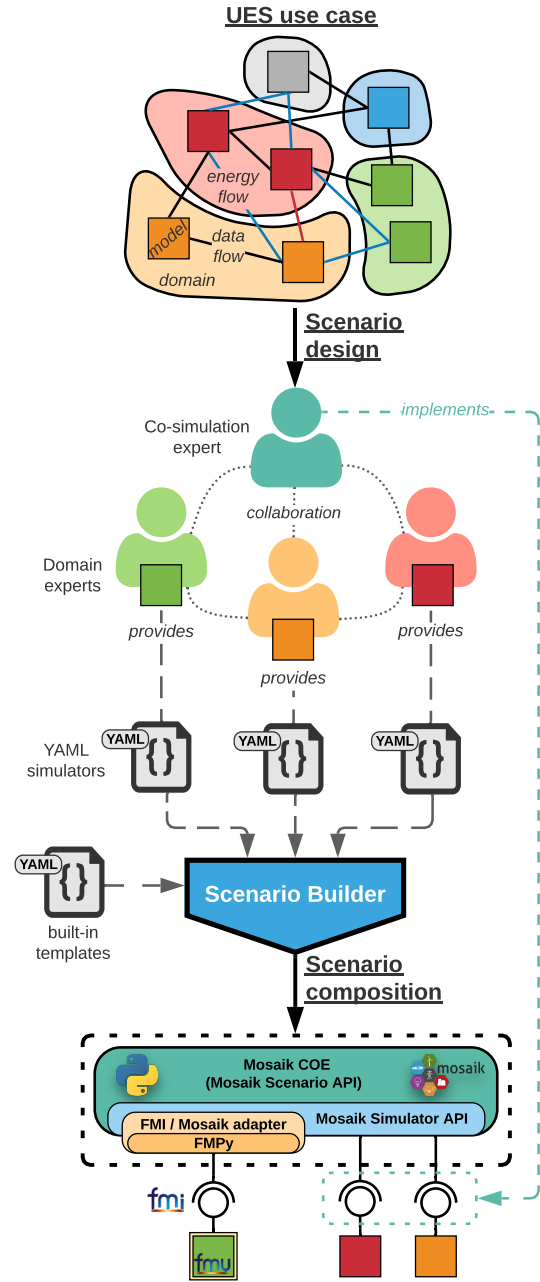 UES use case
energy
flow
model
data
flow
domain
Scenario
design
implements
Co-simulation
expert
collaboration
Domain
experts
provides
provides
provides
YAML
YAML
YAML
YAML
simulators
YAML
Scenario Builder
built-in
templates
Scenario
composition
Mosaik COE
(Mosaik Scenario API)
mosaik
Mosaik Simulator API
FMI / Mosaik adapter
FMPy
fmi
fmu